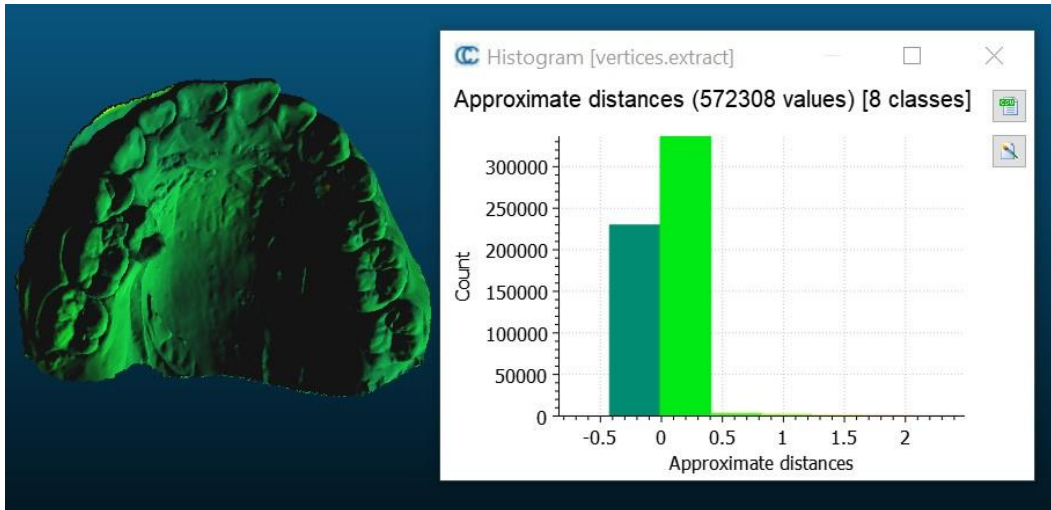 Histogram [vertices.extract]
Approximate distances (572308 values) [8 classes]
300000
250000
200000
150000
100000
50000
0
Count
-0.5 0 0.5 1 1.5 2
Approximate distances